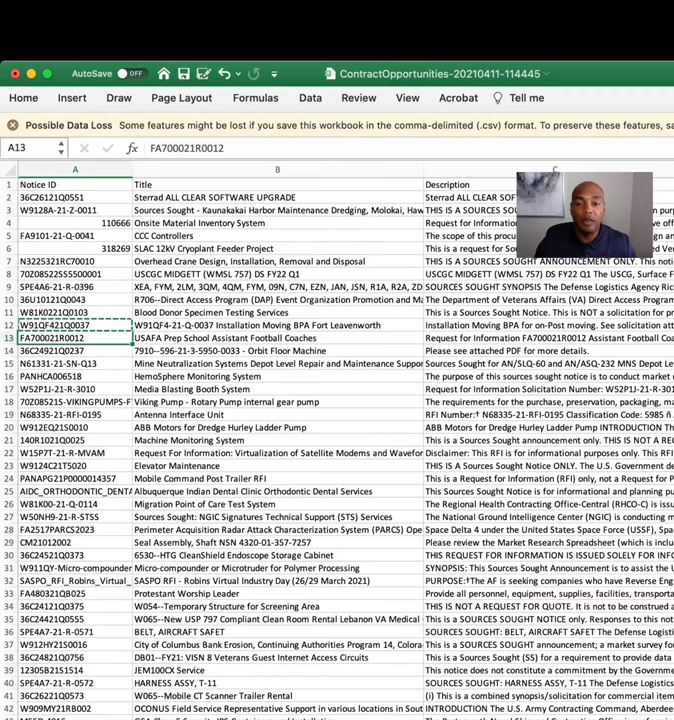 AutoSave OFF ContractOpportunities-20210411-114445
Home Insert Draw Page Layout Formulas Data Review View Acrobat Tell me
Possible Data Loss Some features might be lost if you save this workbook in the comma-delimited (.csv) format. To preserve these features, sa
A13 fx FA700021R0012
A B C
1 Notice ID Title Description
2 36C26121Q0551 Sterrad ALL CLEAR SOFTWARE UPGRADE Sterrad ALL CLEAR SOF
3 W9128A-21-Z-0011 Sources Sought - Kaunakakai Harbor Maintenance Dredging, Molokai, Haw THIS IS A SOURCES SOU
4 110666 Onsite Material Inventory System Request for Information
5 FA9101-21-Q-0041 CCC Controllers The scope of this procu
6 318269 SLAC 12kV Cryoplant Feeder Project This is a request for Sou
7 N3225321RC70010 Overhead Crane Design, Installation, Removal and Disposal THIS IS A SOURCES SOUGHT ANNOUNCEMENT ONLY. This noti
8 70Z08522S5500001 USCGC MIDGETT (WMSL 757) DS FY22 Q1 The USCG, Surface F
9 SPE4A6-21-R-0396 XEA, FYM, 2LM, 3QM, 4QM, FYM, 09N, C7N, EZN, JAN, JSN, R1A, R2A, ZD SOURCES SOUGHT SYNOPSIS The Defense Logistics Agency Ric
10 36U10121Q0043 R706--Direct Access Program (DAP) Event Organization Promotion and Ma The Department of Veterans Affairs (VA) Direct Access Program
11 W81K0221Q0103 Blood Donor Specimen Testing Services This is a Sources Sought Notice. This is NOT a solicitation for pr
12 W91QF421Q0037 W91QF4-21-Q-0037 Installation Moving BPA Fort Leavenworth Installation Moving BPA for on-Post moving. See solicitation att
13 FA700021R0012 USAFA Prep School Assistant Football Coaches Request for Information FA700021R0012 Assistant Football Coa
14 36C24921Q0237 7910--596-21-3-5950-0033 - Orbit Floor Machine Please see attached PDF for more details.
15 N61331-21-SN-Q13 Mine Neutralization Systems Depot Level Repair and Maintenance Suppor Sources Sought for AN/SLQ-60 and AN/ASQ-232 MNS Depot Lev
16 PANHCA006518 HemoSphere Monitoring System The purpose of this sources sought notice is to conduct market
17 W52P1J-21-R-3010 Media Blasting Booth System Request for Information Solicitation Number: W52P1J-21-R-301
18 70Z08521S-VIKINGPUMPS-F Viking Pump - Rotary pump internal gear pump The requirements for the purchase, preservation, packaging, ma
19 N68335-21-RFI-0195 Antenna Interface Unit RFI Number:† N68335-21-RFI-0195 Classification Code: 5985 ñ
20 W912EQ21S0010 ABB Motors for Dredge Hurley Ladder Pump ABB Motors for Dredge Hurley Ladder Pump INTRODUCTION Th
21 140R1021Q0025 Machine Monitoring System This is a Sources Sought announcement only. THIS IS NOT A REQ
22 W15P7T-21-R-MVAM Request For Information: Virtualization of Satellite Modems and Wavefor Disclaimer: This RFI is for informational purposes only. This RFI
23 W9124C21T5020 Elevator Maintenance This is a Sources Sought Notice ONLY. The U.S. Government de
24 PANAPG21P0000014357 Mobile Command Post Trailer RFI This is a Request for Information (RFI) only, not a Request for P
25 AIDC_ORTHODONTIC_DENTA Albuquerque Indian Dental Clinic Orthodontic Dental Services This Sources Sought Notice is for informational and planning pu
26 W81K00-21-Q-0114 Migration Point of Care Test System The Regional Health Contracting Office-Central (RHCO-C) is issu
27 W50NH9-21-R-STSS Sources Sought: NGIC Signatures Technical Support (STS) Services The National Ground Intelligence Center (NGIC) is conducting m
28 FA2517PARCS2023 Perimeter Acquisition Radar Attack Characterization System (PARCS) Ope Space Delta 4 under the United States Space Force (USSF), Spac
29 CM21012002 Seal Assembly, Shaft NSN 4320-01-357-7257 Please review the Market Research Spreadsheet (which is inclu
30 36C24521Q0373 6530--HTG CleanShield Endoscope Storage Cabinet THIS REQUEST FOR INFORMATION IS ISSUED SOLELY FOR INFO
31 W911QY-Micro-compounder Micro-compounder or Microtruder for Polymer Processing SYNOPSIS: This Sources Sought Announcement is to assist the U
32 SASPO_RFI_Robins_Virtual_ SASPO RFI - Robins Virtual Industry Day (26/29 March 2021) PURPOSE:†The AF is seeking companies who have Reverse Eng
33 FA480321QB025 Protestant Worship Leader Provide all personnel, equipment, supplies, facilities, transporta
34 36C24121Q0375 W054--Temporary Structure for Screening Area THIS IS NOT A REQUEST FOR QUOTE. It is not to be construed a
35 36C24421Q0555 W065--New USP 797 Compliant Clean Room Rental Lebanon VA Medical This is a SOURCES SOUGHT NOTICE only. Responses to this not
36 SPE4A7-21-R-0571 BELT, AIRCRAFT SAFET SOURCES SOUGHT: BELT, AIRCRAFT SAFET The Defense Logisti
37 W912HY21S0016 City of Columbus Bank Erosion, Continuing Authorities Program 14, Colora This is a SOURCES SOUGHT announcement; a market survey for
38 36C24821Q0756 DB01--FY21: VISN 8 Veterans Guest Internet Access Circuits This is a Sources Sought (SS) for a requirement to provide data
39 12305B21S1S14 JEM100CX Service This notice does not constitute a commitment by the Governme
40 SPE4A7-21-R-0572 HARNESS ASSY, T-11 SOURCES SOUGHT: HARNESS ASSY, T-11 The Defense Logistics
41 36C26221Q0573 W065--Mobile CT Scanner Trailer Rental (i) This is a combined synopsis/solicitation for commercial item
42 W909MY21RB002 OCONUS Field Service Representative Support in various locations in Sout INTRODUCTION The U.S. Army Contracting Command, Aberdee